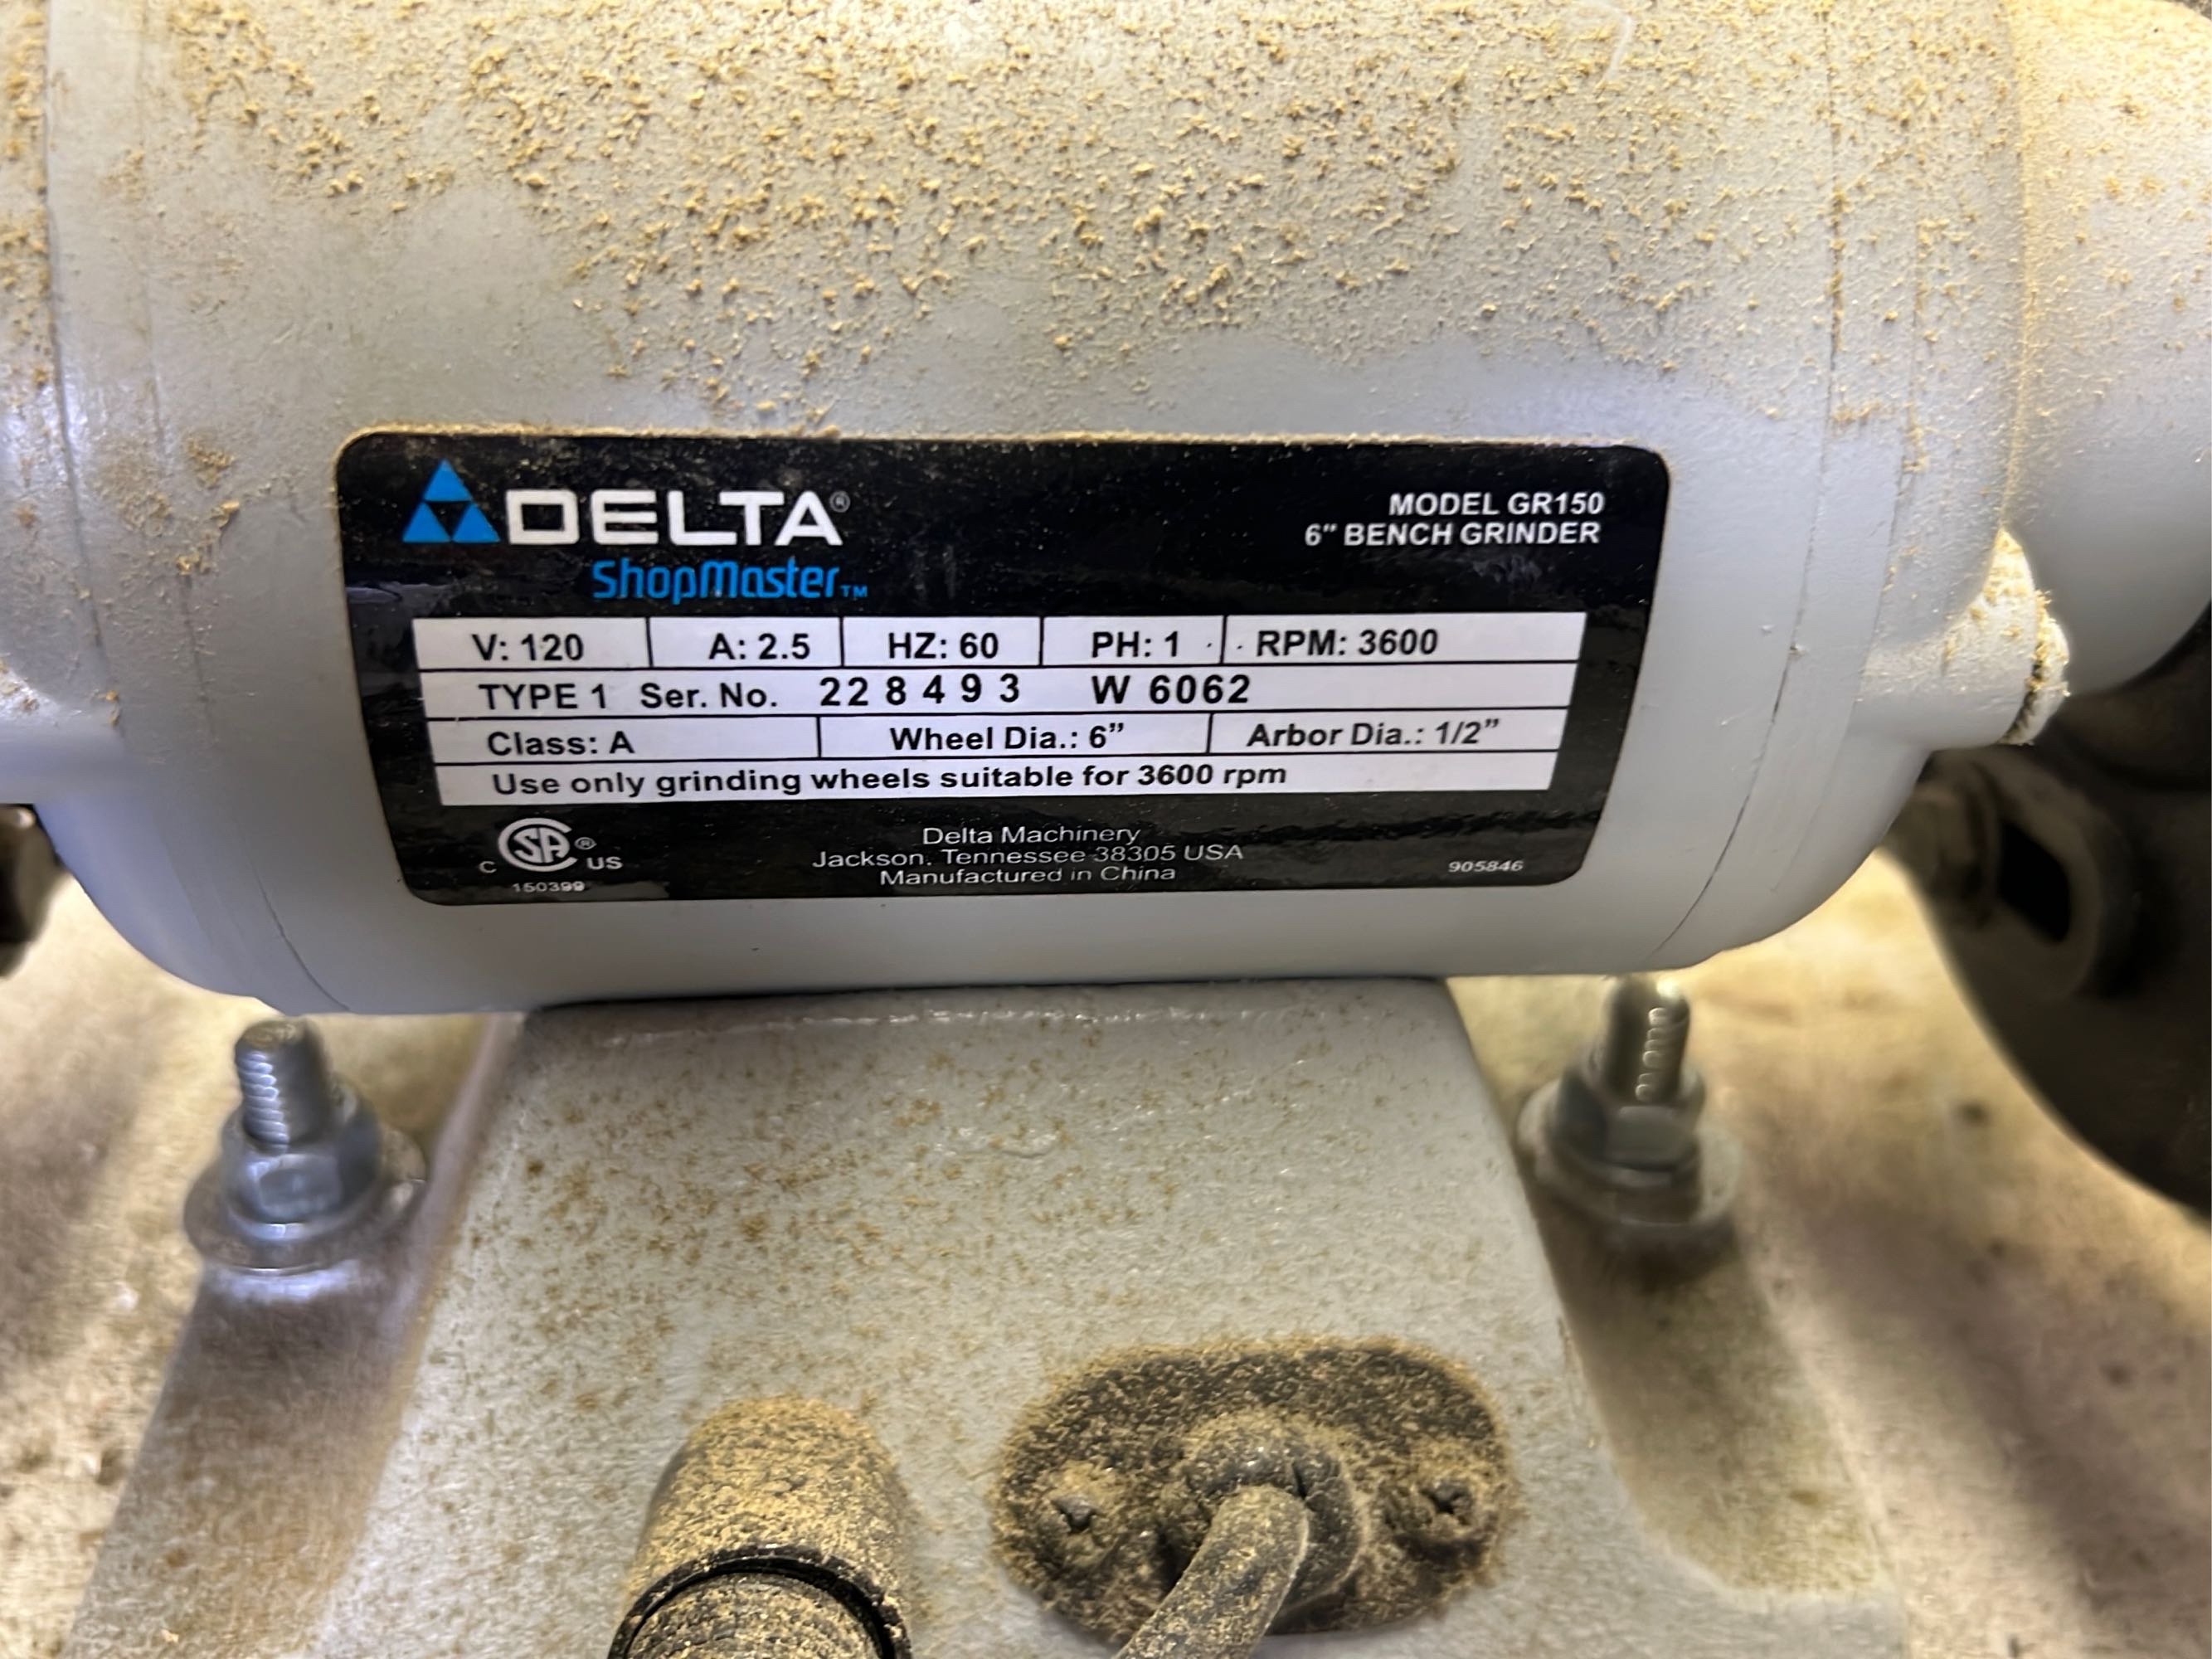 DELTA®
MODEL GR150
6" BENCH GRINDER
ShopMaster™
V: 120 A: 2.5 HZ: 60 PH: 1 RPM: 3600
TYPE 1 Ser. No. 228493 W 6062
Class: A Wheel Dia.: 6" Arbor Dia.: 1/2"
Use only grinding wheels suitable for 3600 rpm
C SA® US
150399
Delta Machinery
Jackson, Tennessee 38305 USA
Manufactured in China
905846